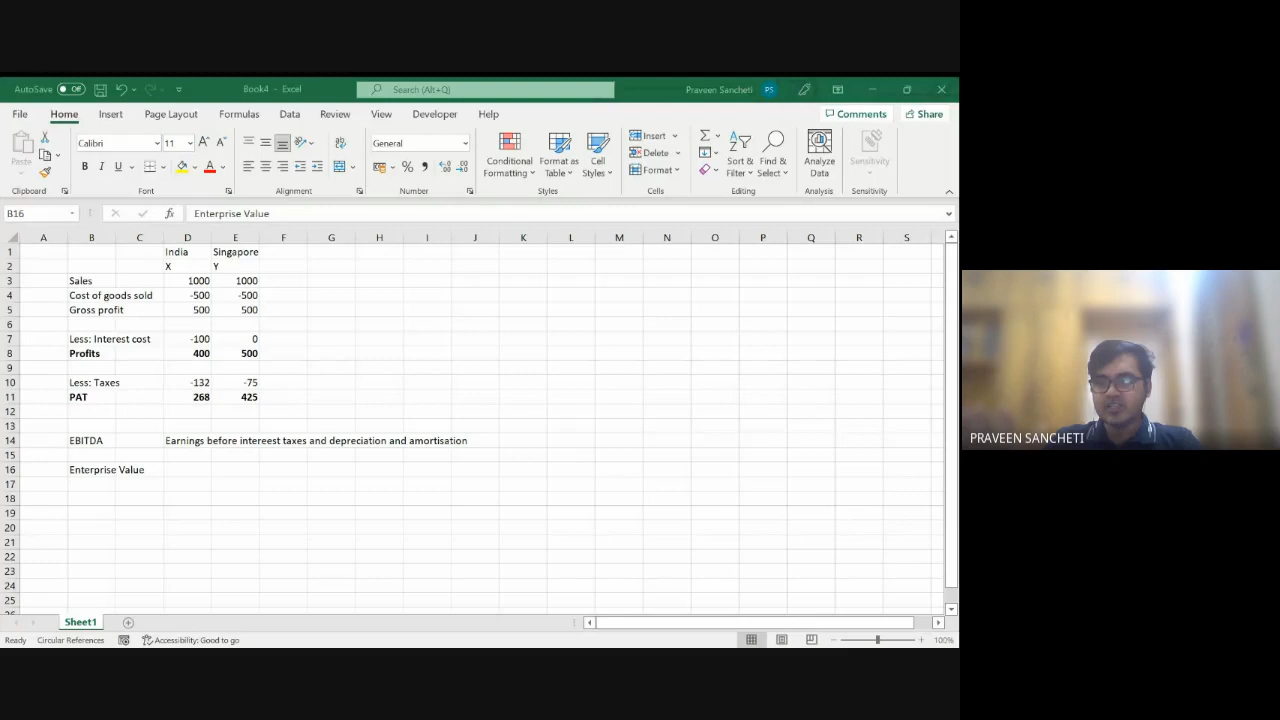 AutoSave Off Book4 - Excel Search (Alt+Q) Praveen Sancheti PS
File Home Insert Page Layout Formulas Data Review View Developer Help Comments Share
Paste Calibri 11 General Conditional Formatting Format as Table Cell Styles Insert Delete Format Sort & Filter Find & Select Analyze Data Sensitivity
Clipboard Font Alignment Number Styles Cells Editing Analysis Sensitivity
B16 fx Enterprise Value
A B C D E F G H I J K L M N O P Q R S
1 India Singapore
2 X Y
3 Sales 1000 1000
4 Cost of goods sold -500 -500
5 Gross profit 500 500
6
7 Less: Interest cost -100 0
8 Profits 400 500
9
10 Less: Taxes -132 -75
11 PAT 268 425
12
13
14 EBITDA Earnings before intereest taxes and depreciation and amortisation
15
16 Enterprise Value
17
18
19
20
21
22
23
24
25
Sheet1
Ready Circular References Accessibility: Good to go 100%
PRAVEEN SANCHETI